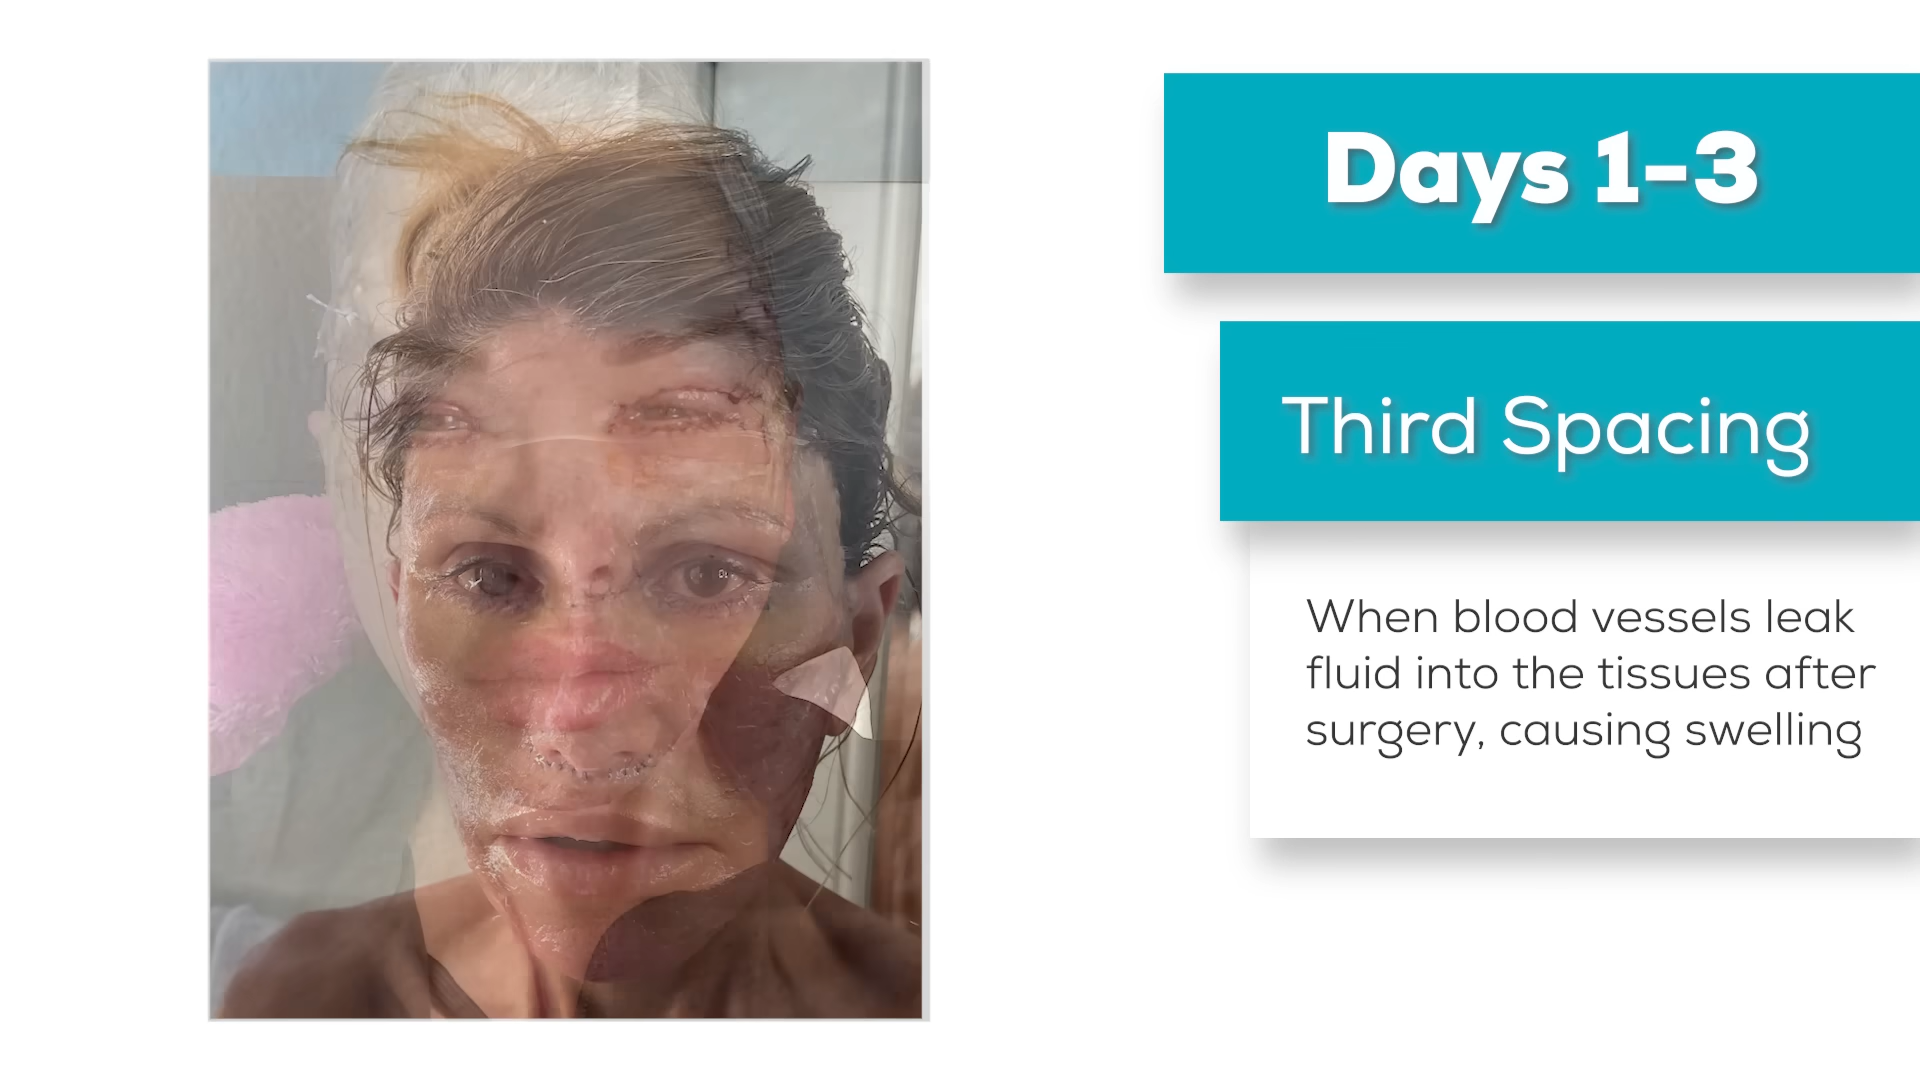 Days 1–3
Third Spacing
When blood vessels leak
fluid into the tissues after
surgery, causing swelling